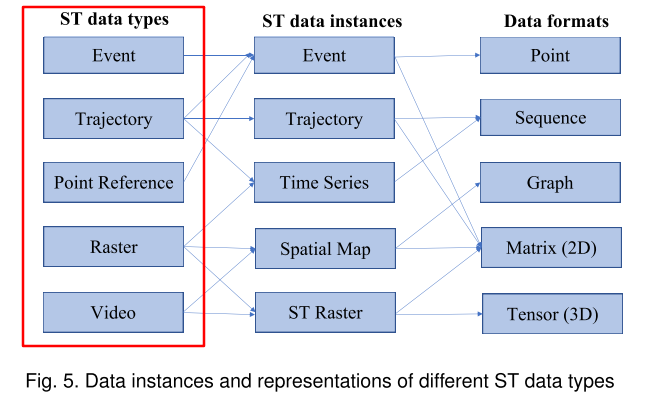 ST data types ST data instances Data formats
Event Event Point
Trajectory Trajectory Sequence
Point Reference Time Series Graph
Raster Spatial Map Matrix (2D)
Video ST Raster Tensor (3D)
Fig. 5. Data instances and representations of different ST data types